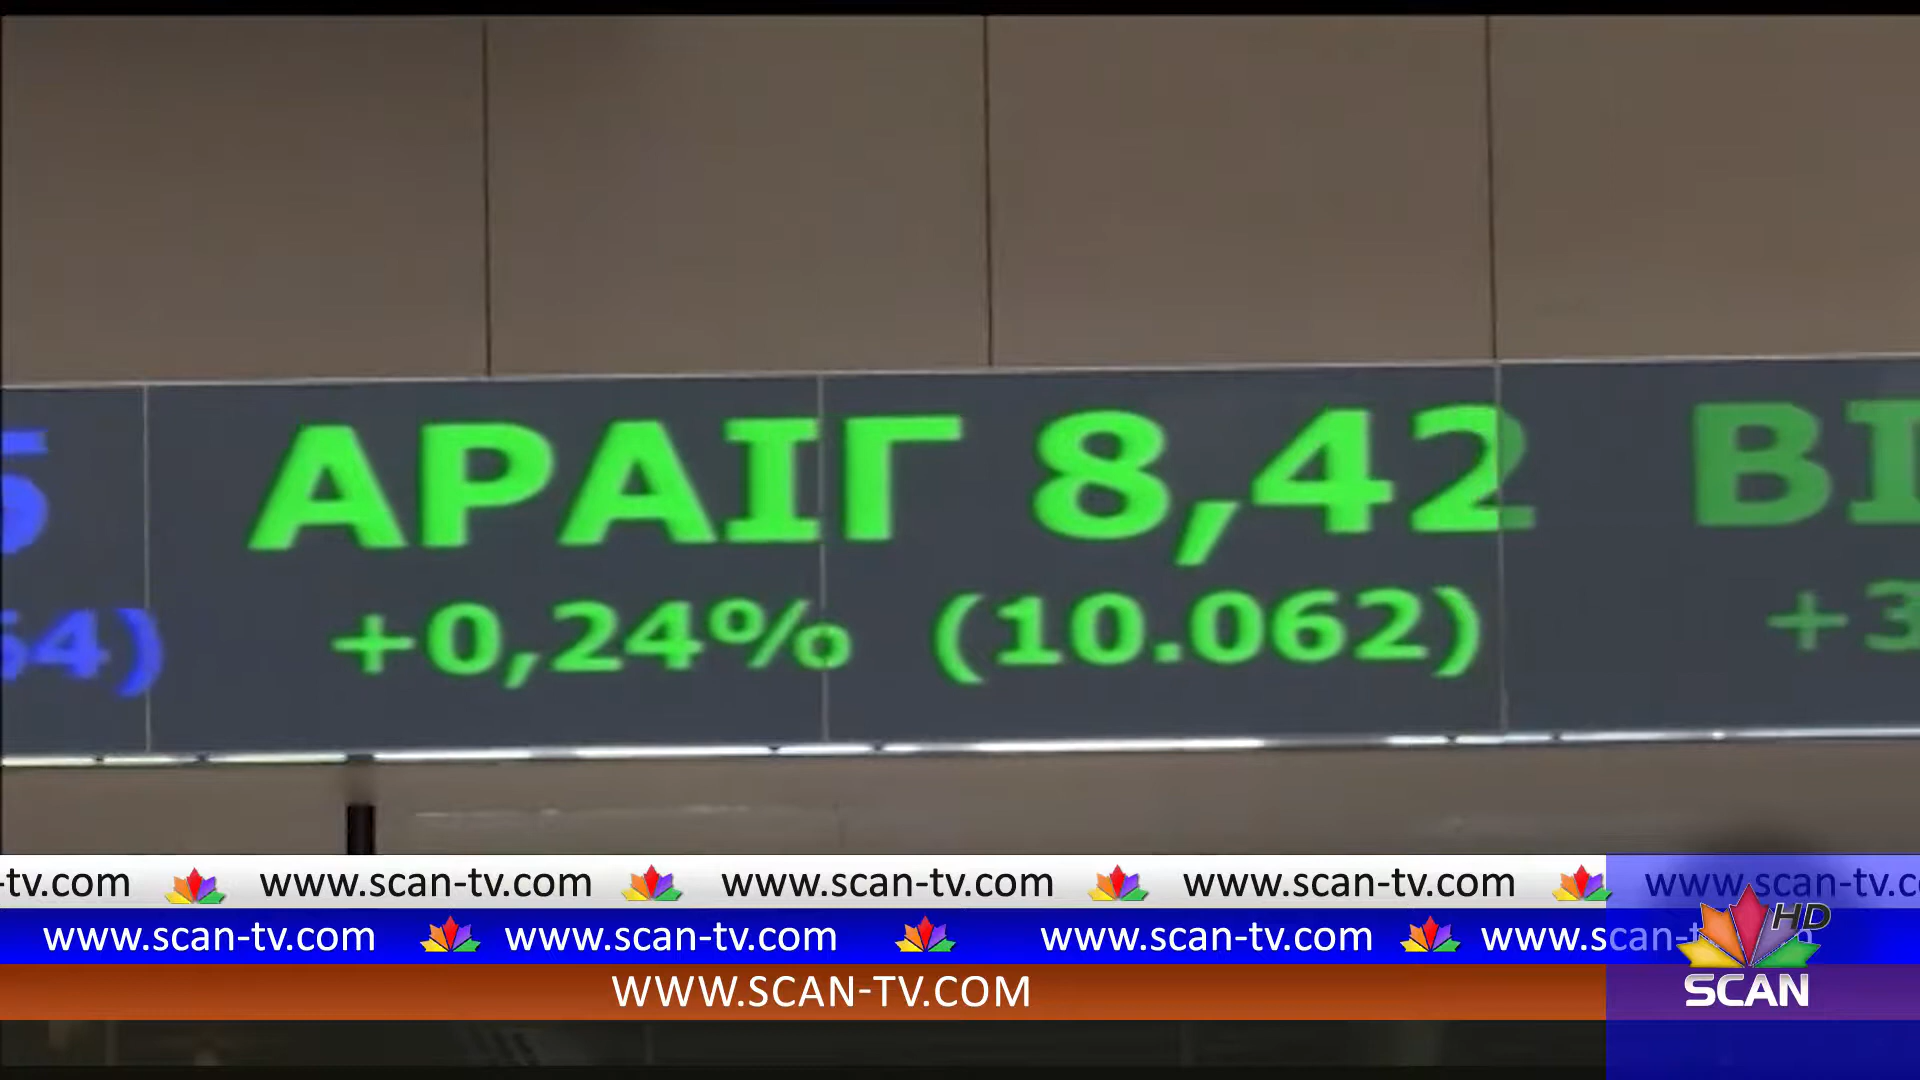 ΑΡΑΙΓ 8,42
+0,24% (10.062)
www.scan-tv.com www.scan-tv.com www.scan-tv.com
www.scan-tv.com www.scan-tv.com www.scan-tv.com www.scan-tv
WWW.SCAN-TV.COM
HD
SCAN